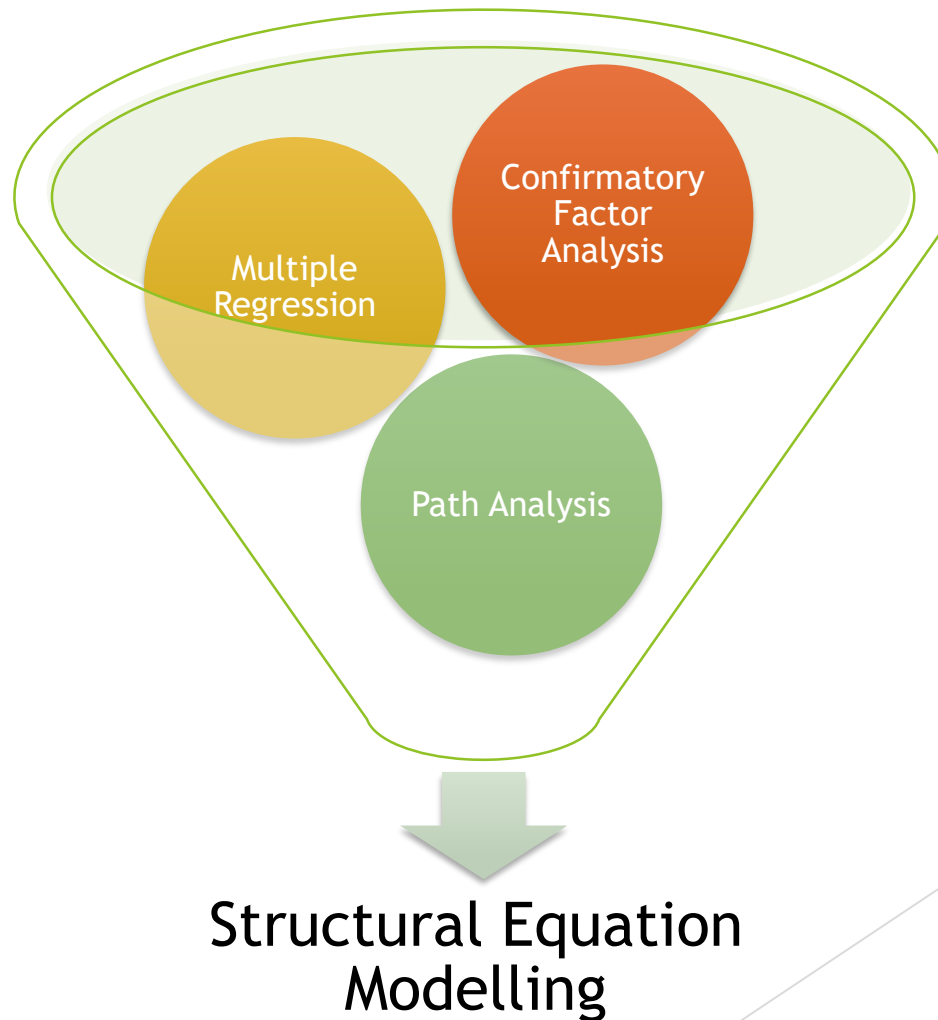 Confirmatory
Factor
Analysis
Multiple
Regression
Path Analysis
Structural Equation
Modelling